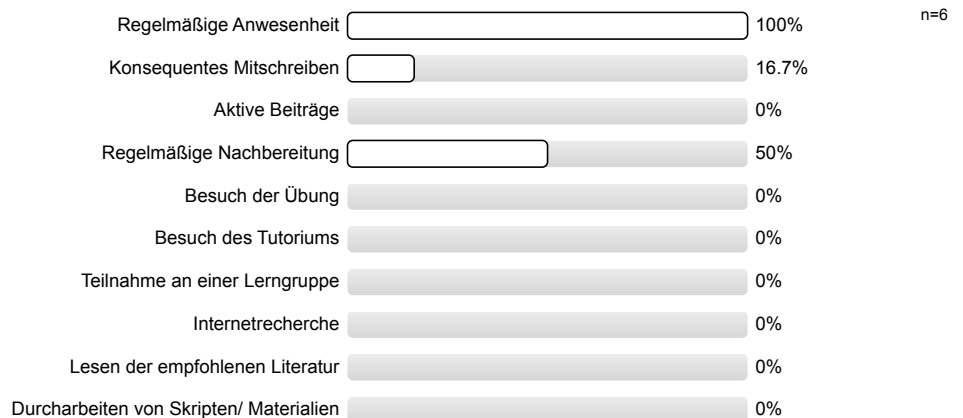 n=6
Regelmäßige Anwesenheit 100%
Konsequentes Mitschreiben 16.7%
Aktive Beiträge 0%
Regelmäßige Nachbereitung 50%
Besuch der Übung 0%
Besuch des Tutoriums 0%
Teilnahme an einer Lerngruppe 0%
Internetrecherche 0%
Lesen der empfohlenen Literatur 0%
Durcharbeiten von Skripten/ Materialien 0%